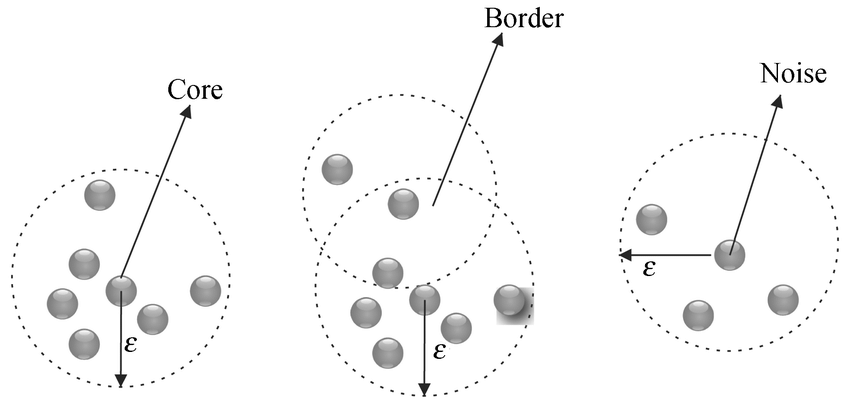 Core
Border
Noise
ε
ε
ε